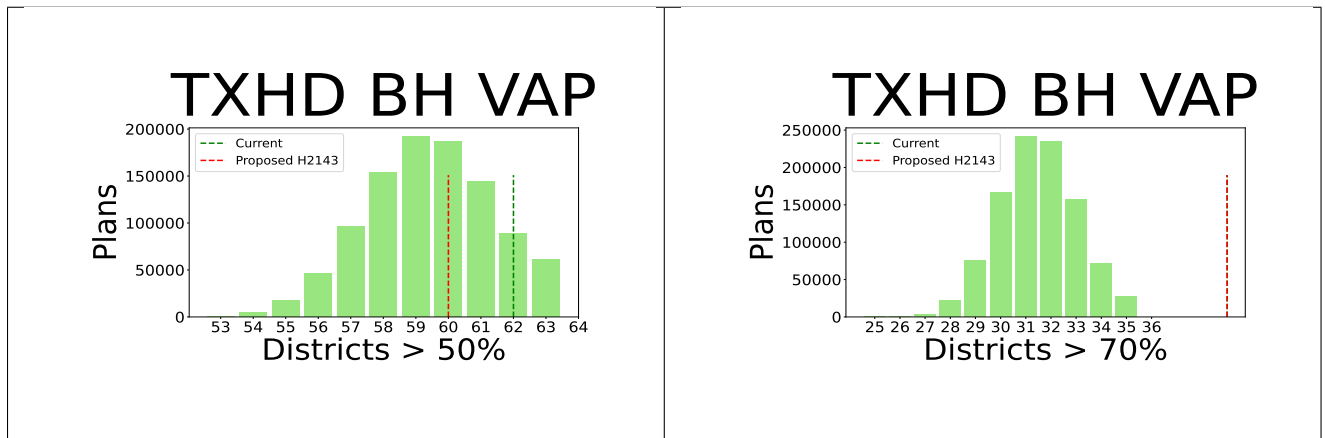 TXHD BH VAP
200000
150000
100000
50000
0
Plans
Current
Proposed H2143
53 54 55 56 57 58 59 60 61 62 63 64
Districts > 50%
TXHD BH VAP
250000
200000
150000
100000
50000
0
Plans
Current
Proposed H2143
25 26 27 28 29 30 31 32 33 34 35 36
Districts > 70%